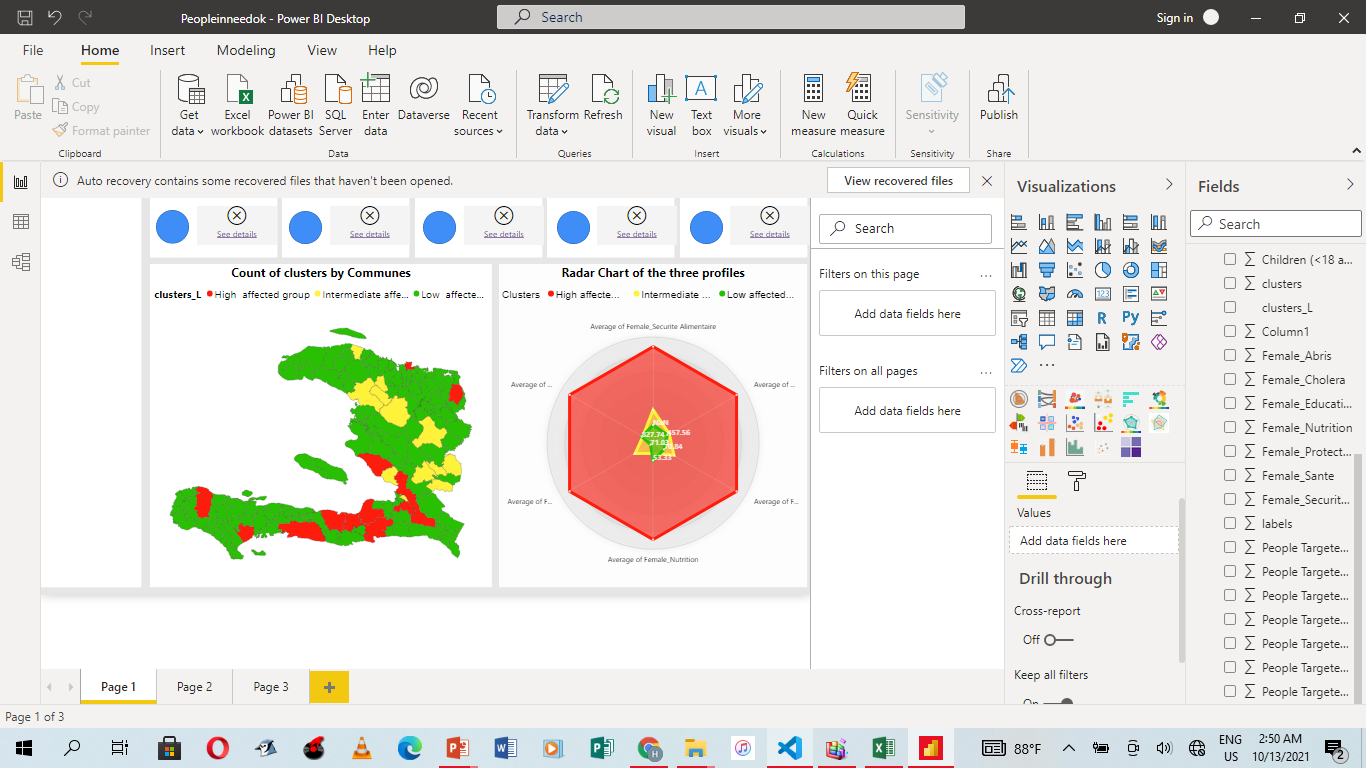 Peopleinneedok - Power BI Desktop
Search
Sign in
File Home Insert Modeling View Help
Paste
Cut
Copy
Format painter
Clipboard
Get data
Excel workbook
Power BI datasets
SQL Server
Enter data
Dataverse
Recent sources
Data
Transform data
Refresh
Queries
New visual
Text box
More visuals
Insert
New measure
Quick measure
Calculations
Sensitivity
Sensitivity
Publish
Share
Auto recovery contains some recovered files that haven't been opened.
View recovered files
See details
See details
See details
See details
See details
Count of clusters by Communes
clusters_L High affected group Intermediate affe... Low affecte...
Radar Chart of the three profiles
Clusters High affecte... Intermediate ... Low affected...
Average of Female_Securite Alimentaire
Average of ...
Average of ...
Average of F...
Average of F...
Average of Female_Nutrition
Search
Filters on this page ...
Add data fields here
Filters on all pages ...
Add data fields here
Visualizations
R Py
Values
Add data fields here
Drill through
Cross-report
Off
Keep all filters
On
Fields
Search
Children (<18 a...
clusters
clusters_L
Column1
Female_Abris
Female_Cholera
Female_Educati...
Female_Nutrition
Female_Protect...
Female_Sante
Female_Securit...
labels
People Targete...
People Targete...
People Targete...
People Targete...
People Targete...
People Targete...
People Targete...
Page 1 Page 2 Page 3
Page 1 of 3
88°F
ENG
US
2:50 AM
10/13/2021
2